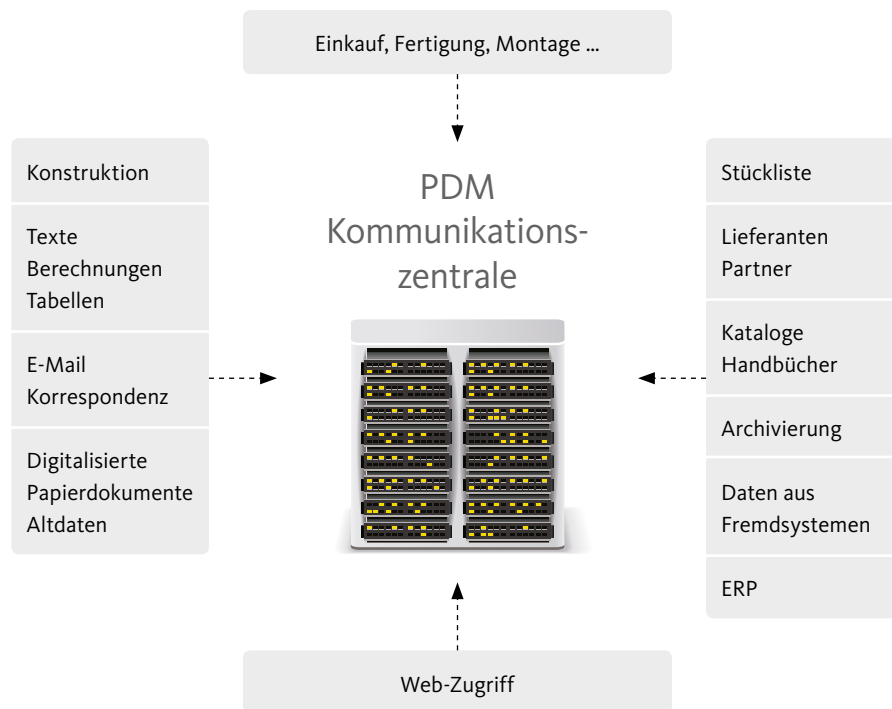 Einkauf, Fertigung, Montage ...
Konstruktion
Texte
Berechnungen
Tabellen
E-Mail
Korrespondenz
Digitalisierte
Papierdokumente
Altdaten
PDM
Kommunikations-
zentrale
Stückliste
Lieferanten
Partner
Kataloge
Handbücher
Archivierung
Daten aus
Fremdsystemen
ERP
Web-Zugriff